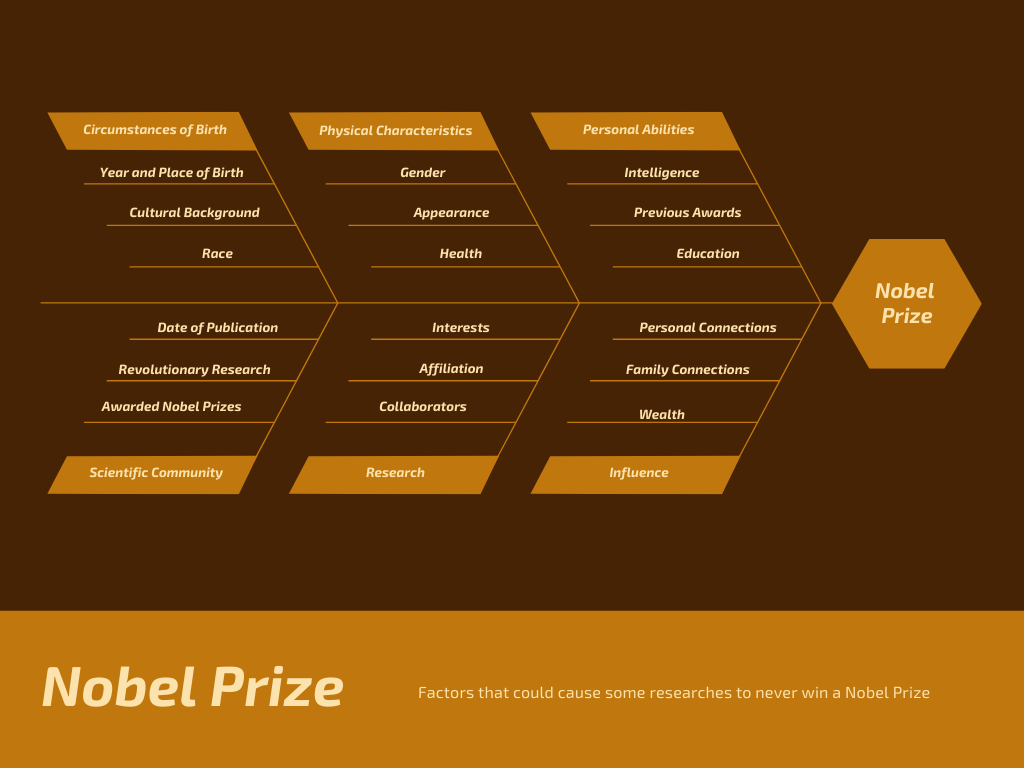 Circumstances of Birth
Physical Characteristics
Personal Abilities
Year and Place of Birth
Gender
Intelligence
Cultural Background
Appearance
Previous Awards
Race
Health
Education
Nobel
Prize
Date of Publication
Interests
Personal Connections
Revolutionary Research
Affiliation
Family Connections
Awarded Nobel Prizes
Collaborators
Wealth
Scientific Community
Research
Influence
Nobel Prize
Factors that could cause some researches to never win a Nobel Prize